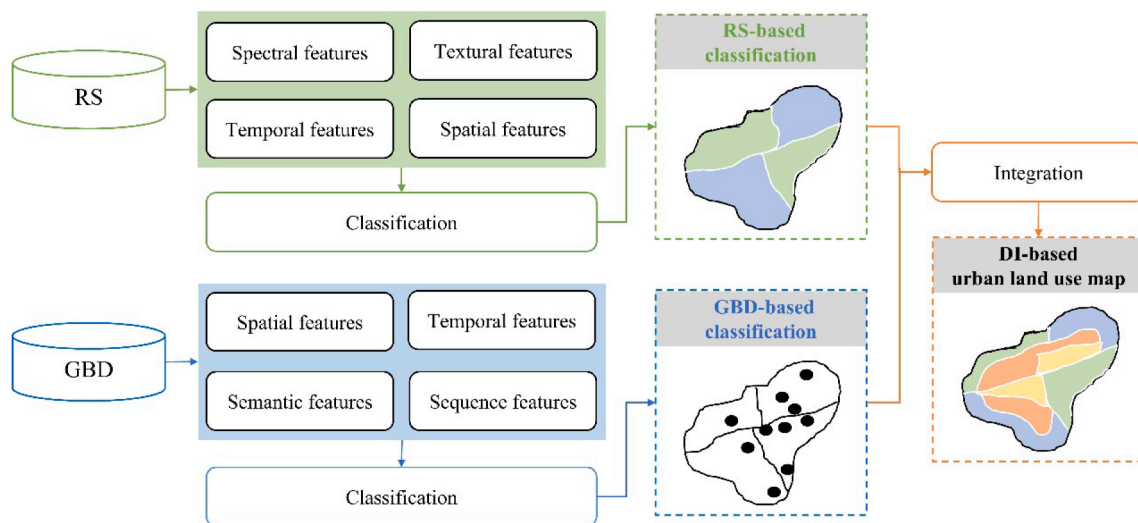 RS
Spectral features
Textural features
Temporal features
Spatial features
Classification
RS-based
classification
GBD
Spatial features
Temporal features
Semantic features
Sequence features
Classification
GBD-based
classification
Integration
DI-based
urban land use map